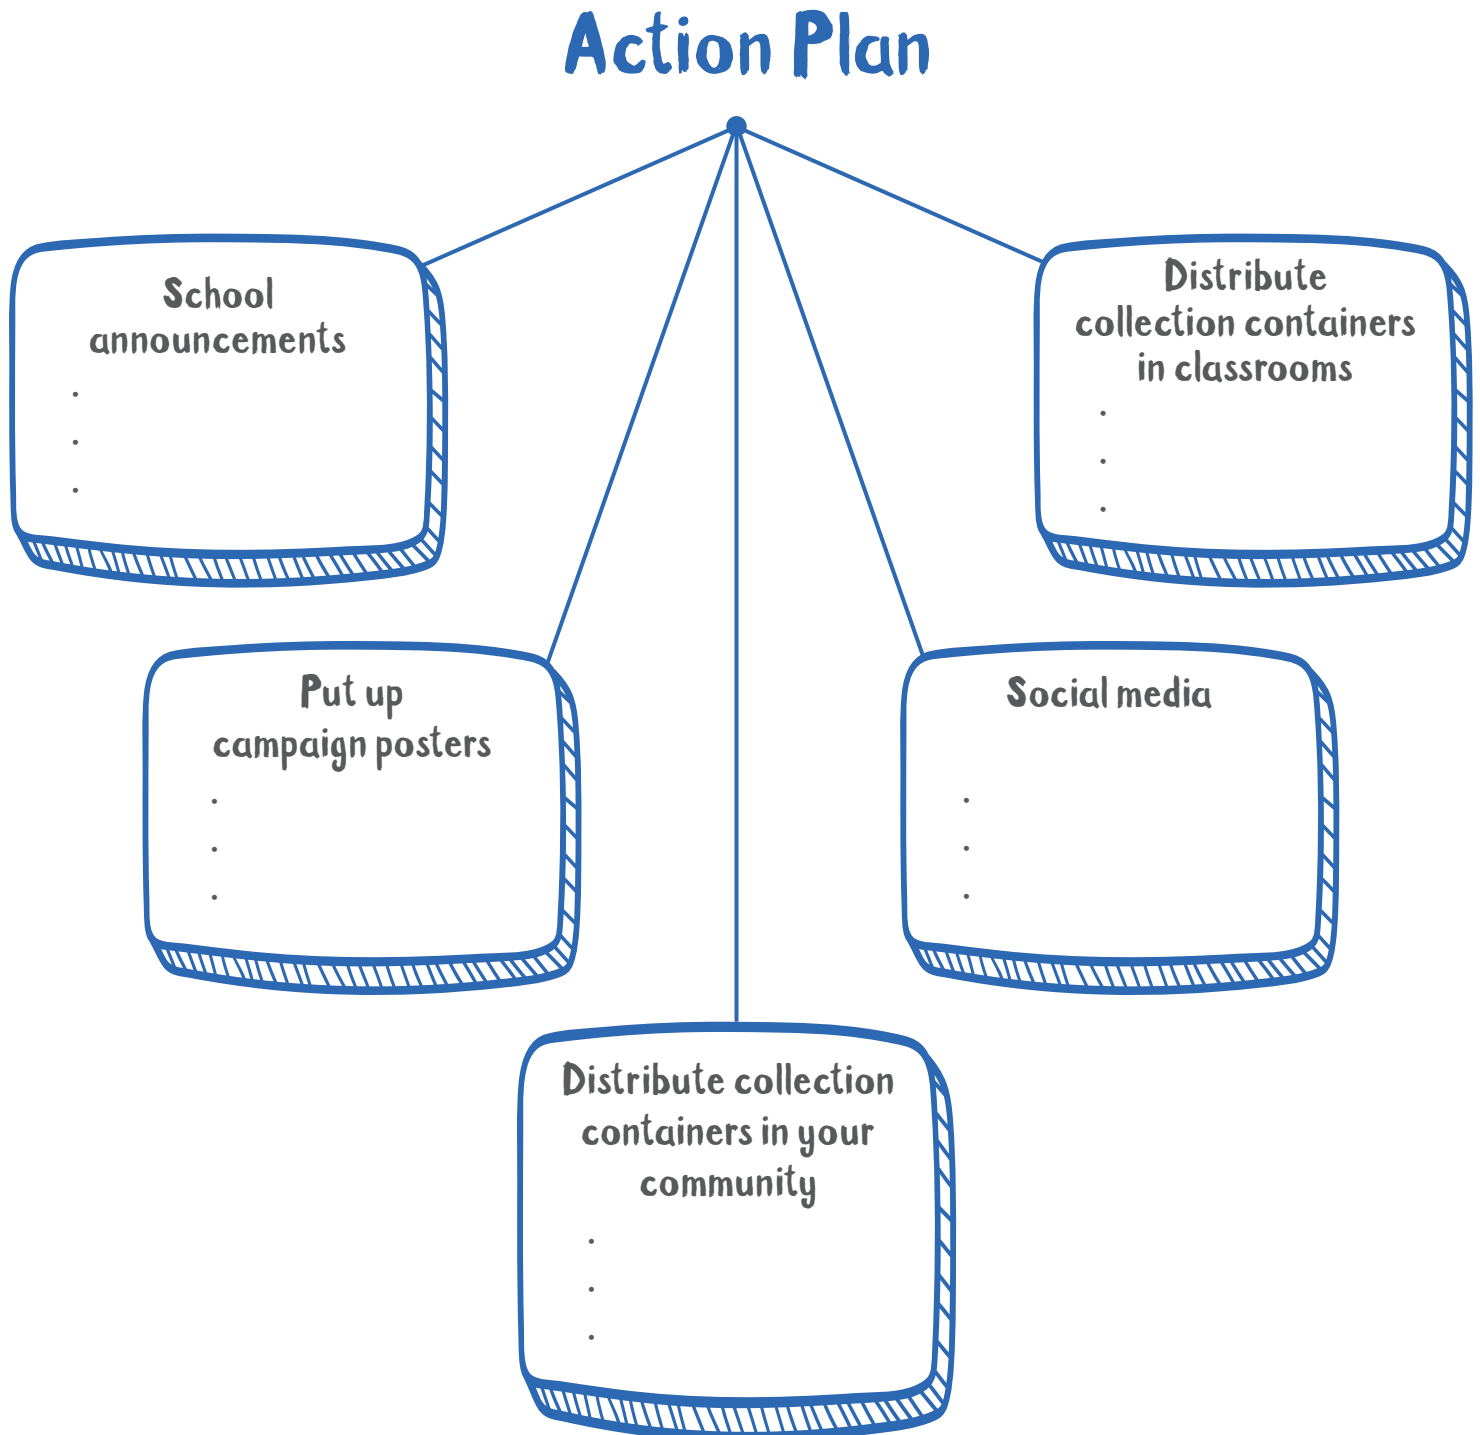 Action Plan
School
announcements
.
.
.
Distribute
collection containers
in classrooms
.
.
.
Put up
campaign posters
.
.
.
Social media
.
.
.
Distribute collection
containers in your
community
.
.
.